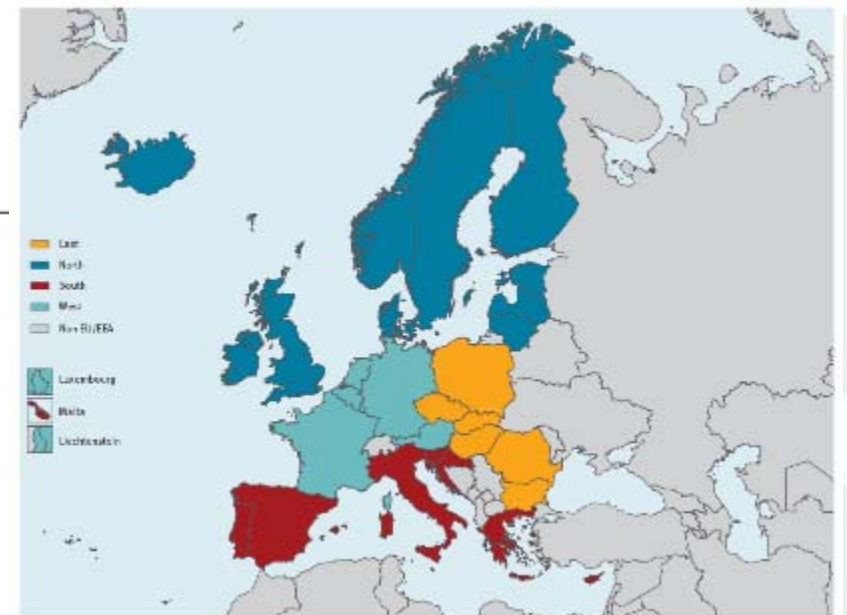 East
North
South
West
Non EU/EEA
Luxembourg
Malta
Liechtenstein